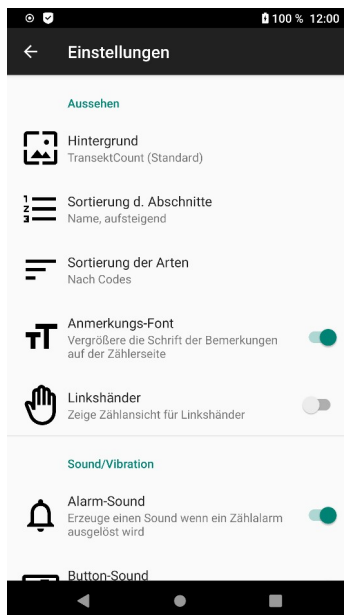 100 % 12:00
Einstellungen
Aussehen
Hintergrund
TransektCount (Standard)
Sortierung d. Abschnitte
Name, aufsteigend
Sortierung der Arten
Nach Codes
Anmerkungs-Font
Vergrößere die Schrift der Bemerkungen
auf der Zählerseite
Linkshänder
Zeige Zählansicht für Linkshänder
Sound/Vibration
Alarm-Sound
Erzeuge einen Sound wenn ein Zählalarm
ausgelöst wird
Button-Sound